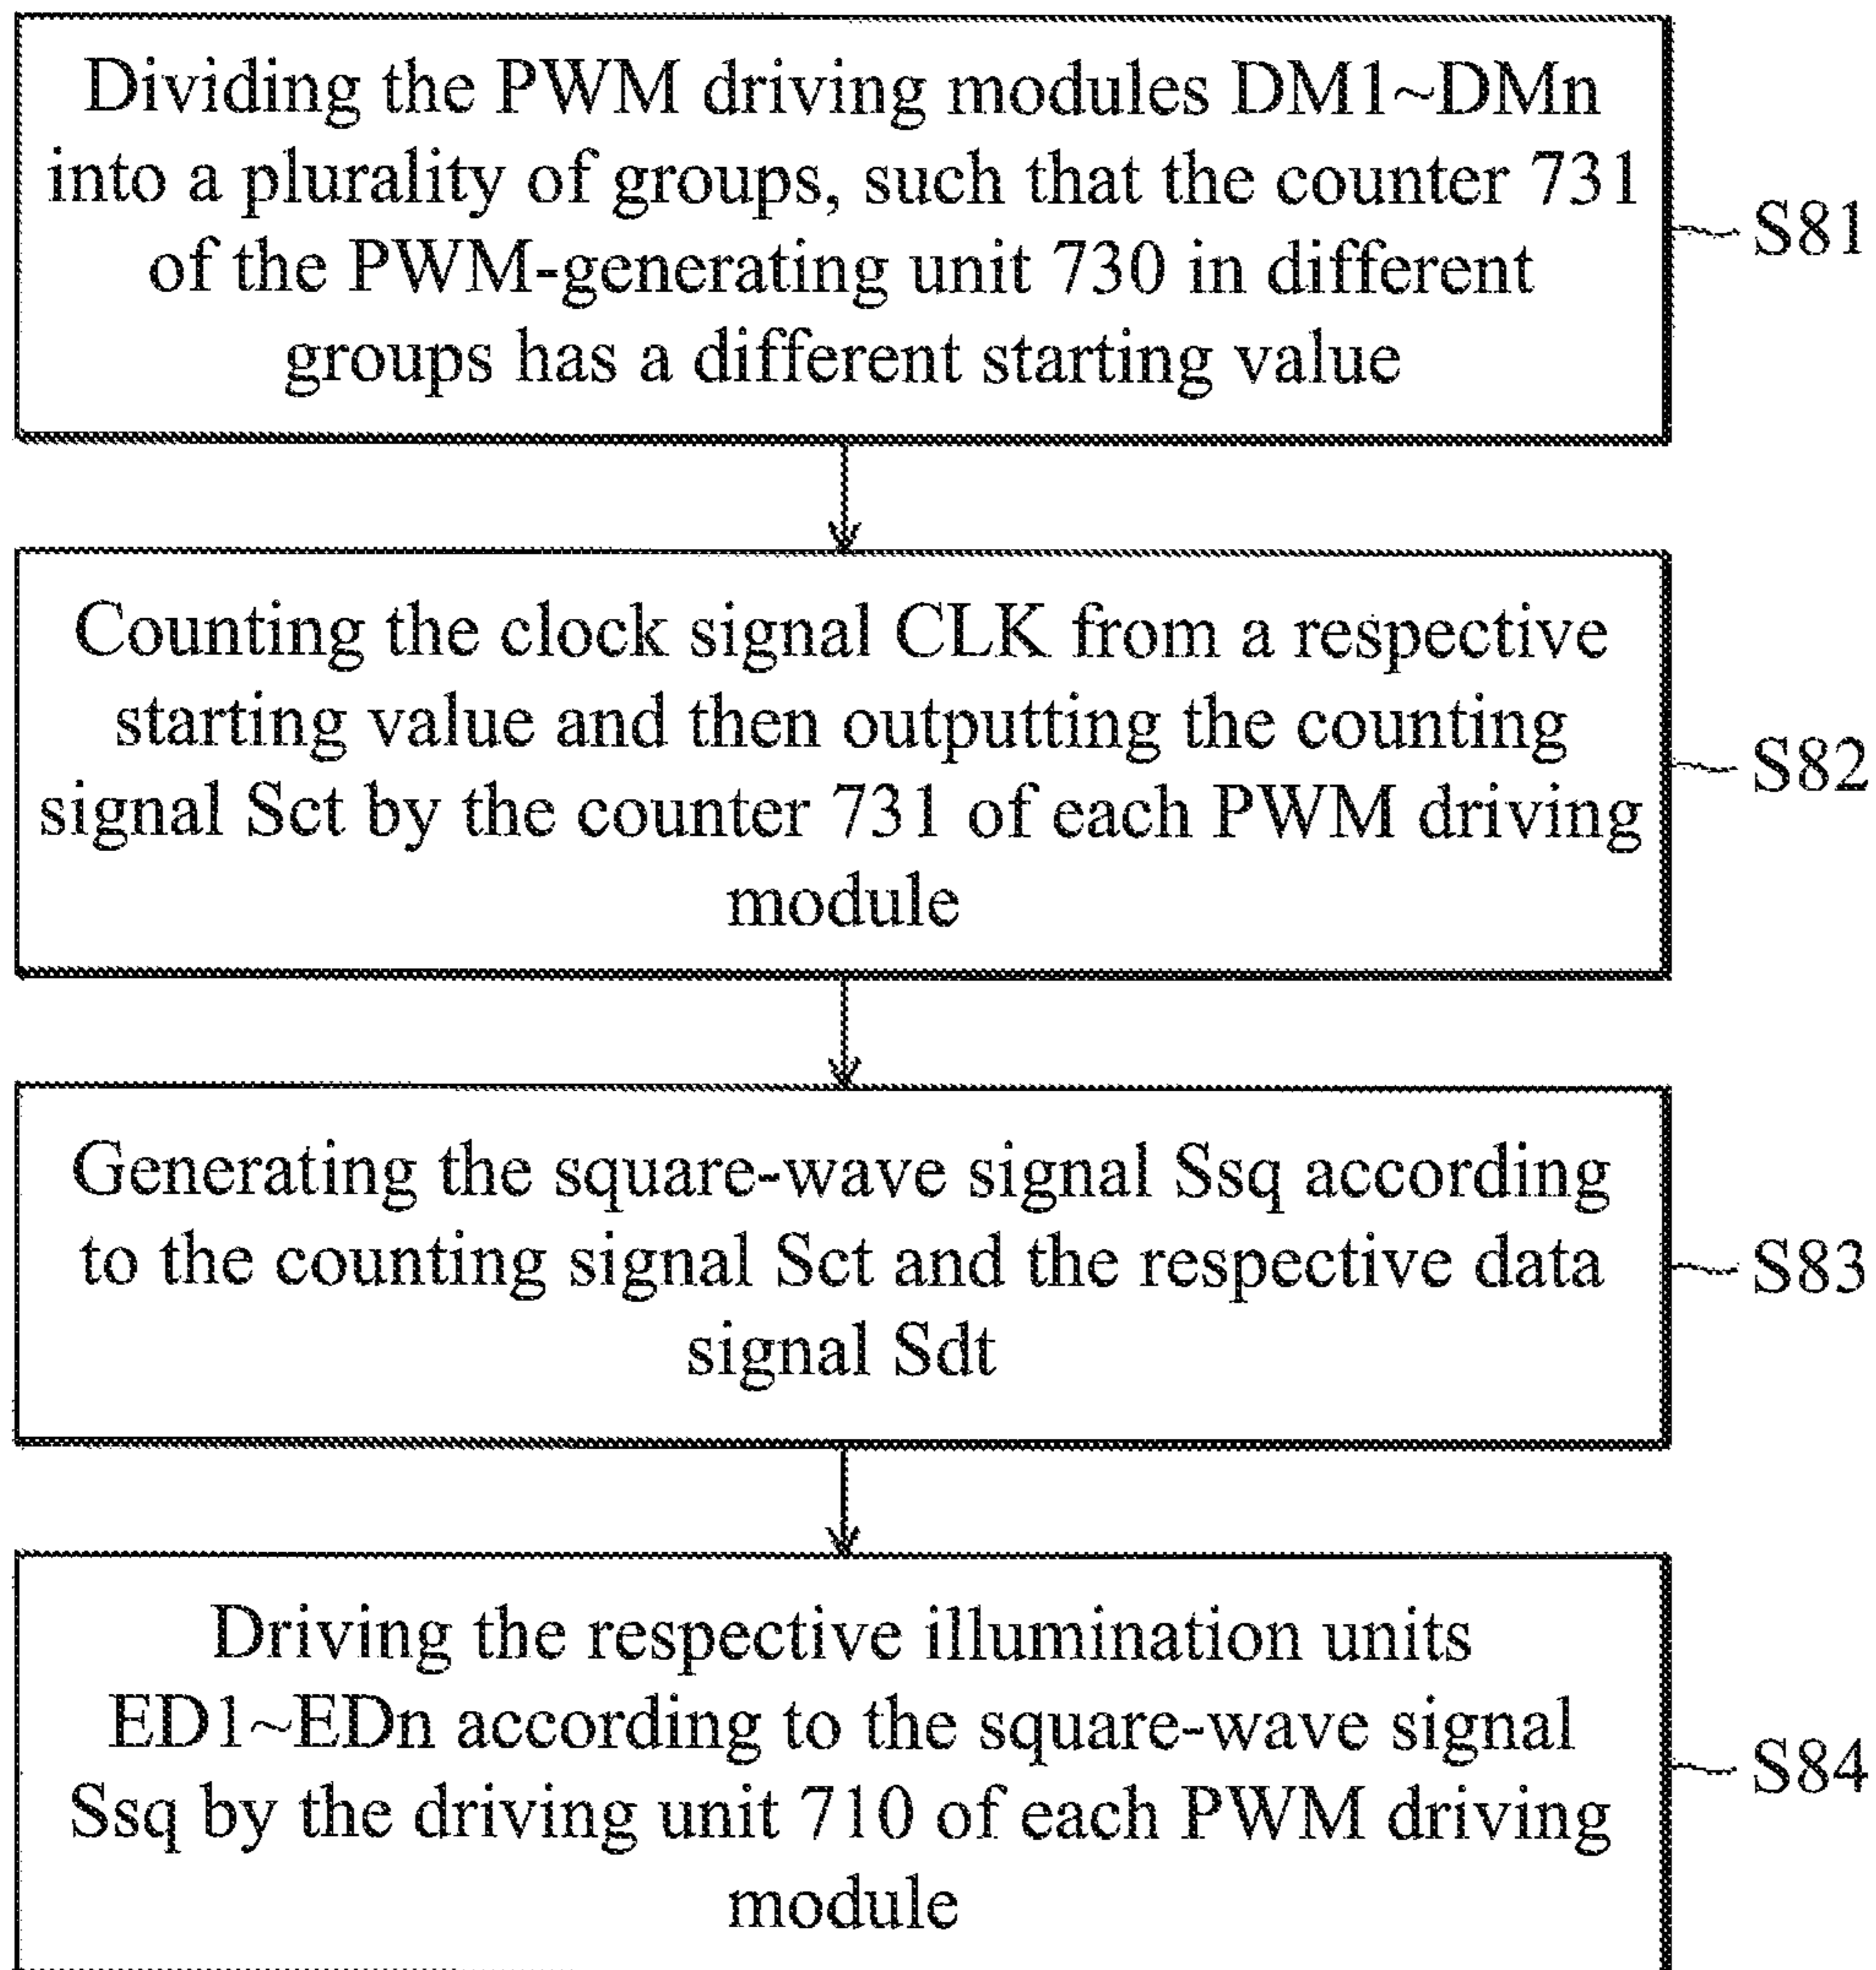 Dividing the PWM driving modules DM1~DMn
into a plurality of groups, such that the counter 731
of the PWM-generating unit 730 in different
groups has a different starting value
S81
Counting the clock signal CLK from a respective
starting value and then outputting the counting
signal Sct by the counter 731 of each PWM driving
module
S82
Generating the square-wave signal Ssq according
to the counting signal Sct and the respective data
signal Sdt
S83
Driving the respective illumination units
ED1~EDn according to the square-wave signal
Ssq by the driving unit 710 of each PWM driving
module
S84